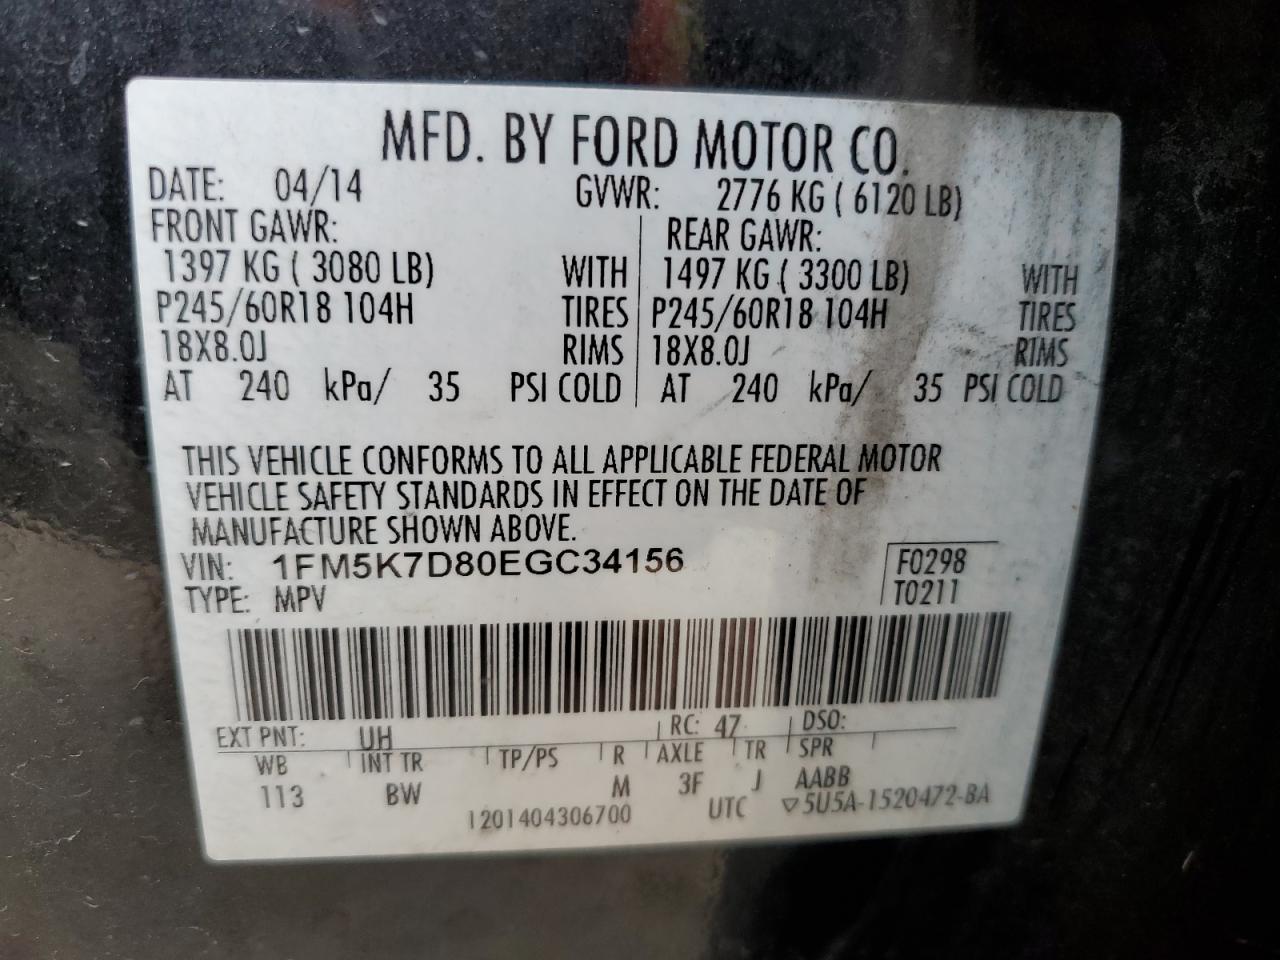 MFD. BY FORD MOTOR CO.
DATE: 04/14 GVWR: 2776 KG ( 6120 LB)
FRONT GAWR: REAR GAWR:
1397 KG ( 3080 LB) WITH 1497 KG ( 3300 LB) WITH
P245/60R18 104H TIRES P245/60R18 104H TIRES
18X8.0J RIMS 18X8.0J RIMS
AT 240 kPa/ 35 PSI COLD AT 240 kPa/ 35 PSI COLD
THIS VEHICLE CONFORMS TO ALL APPLICABLE FEDERAL MOTOR
VEHICLE SAFETY STANDARDS IN EFFECT ON THE DATE OF
MANUFACTURE SHOWN ABOVE.
VIN: 1FM5K7D80EGC34156 F0298
TYPE: MPV T0211
EXT PNT: UH RC: 47 DSO:
WB INT TR TP/PS R AXLE TR SPR
113 BW M 3F J AABB
1201404306700 UTC ▽5U5A-1520472-BA